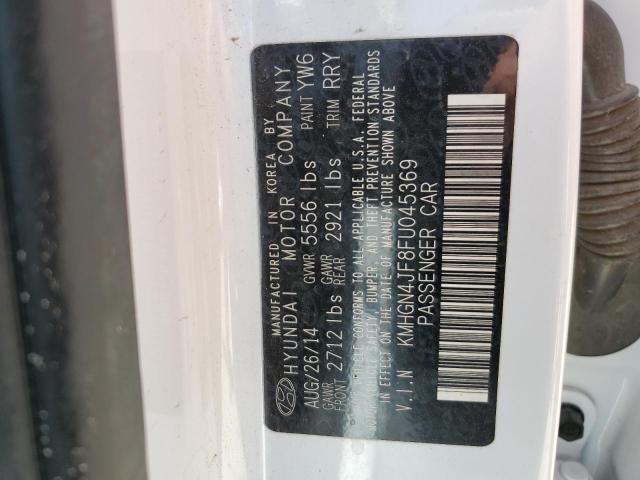 MANUFACTURED IN KOREA BY
HYUNDAI MOTOR COMPANY
AUG/26/14 GVWR 5556 lbs PAINT YW6
GAWR FRONT 2712 lbs GAWR REAR 2921 lbs TRIM RRY
VEHICLE CONFORMS TO ALL APPLICABLE U.S.A. FEDERAL
VEHICLE SAFETY, BUMPER, AND THEFT PREVENTION STANDARDS
IN EFFECT ON THE DATE OF MANUFACTURE SHOWN ABOVE
V.I.N KMHGN4JF8FU045369
PASSENGER CAR